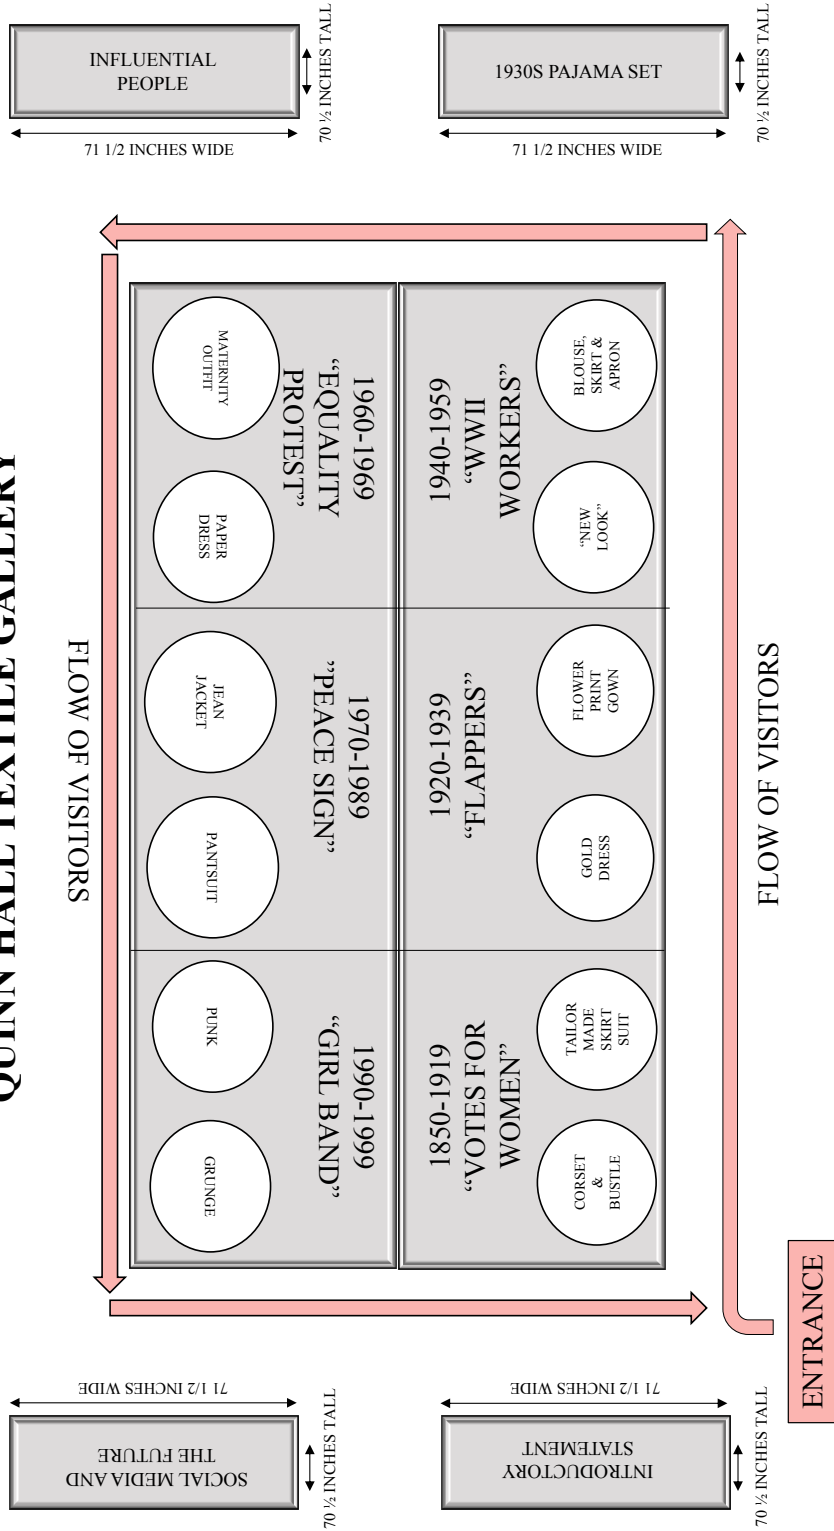 QUINN HALL TEXTILE GALLERY
INFLUENTIAL
PEOPLE
70 ½ INCHES TALL
71 1/2 INCHES WIDE
1930S PAJAMA SET
70 ½ INCHES TALL
71 1/2 INCHES WIDE
FLOW OF VISITORS
MATERNITY
OUTFIT
PAPER
DRESS
1960-1969
“EQUALITY
PROTEST”
JEAN
JACKET
PANTSUIT
1970-1989
“PEACE SIGN”
PUNK
GRUNGE
1990-1999
“GIRL BAND”
1940-1959
“WWII
WORKERS”
BLOUSE,
SKIRT &
APRON
“NEW
LOOK”
1920-1939
“FLAPPERS”
FLOWER
PRINT
GOWN
GOLD
DRESS
1850-1919
“VOTES FOR
WOMEN”
TAILOR
MADE
SKIRT
SUIT
CORSET
&
BUSTLE
FLOW OF VISITORS
ENTRANCE
71 1/2 INCHES WIDE
SOCIAL MEDIA AND
THE FUTURE
70 ½ INCHES TALL
71 1/2 INCHES WIDE
INTRODUCTORY
STATEMENT
70 ½ INCHES TALL